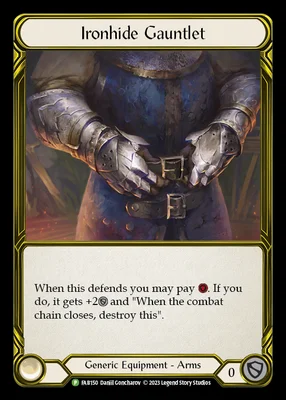 Ironhide Gauntlet
When this defends you may pay. If you
do, it gets +2 and "When the combat
chain closes, destroy this".
Generic Equipment - Arms
0
P FAB150 Daniil Goncharov © 2023 Legend Story Studios